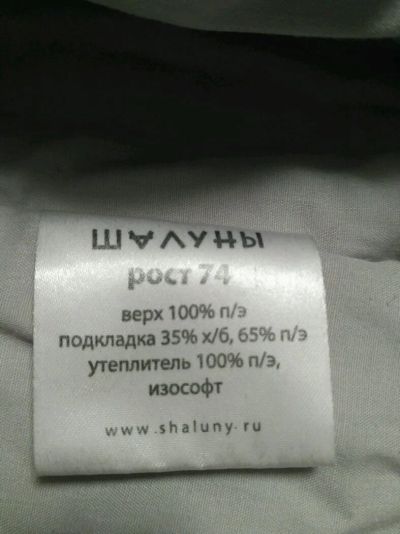 ШАЛУНЫ
рост 74
верх 100% п/э
подкладка 35% х/б, 65% п/э
утеплитель 100% п/э,
изософт
www.shaluny.ru